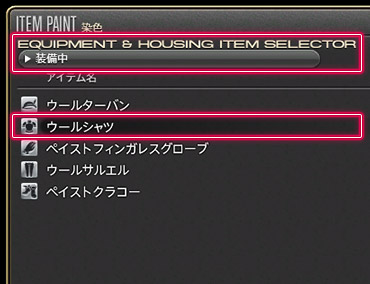 ITEM PAINT 染色
EQUIPMENT & HOUSING ITEM SELECTOR
▶ 装備中
アイテム名
ウールターバン
ウールシャツ
ペイストフィンガレスグローブ
ウールサルエル
ペイストクラコー